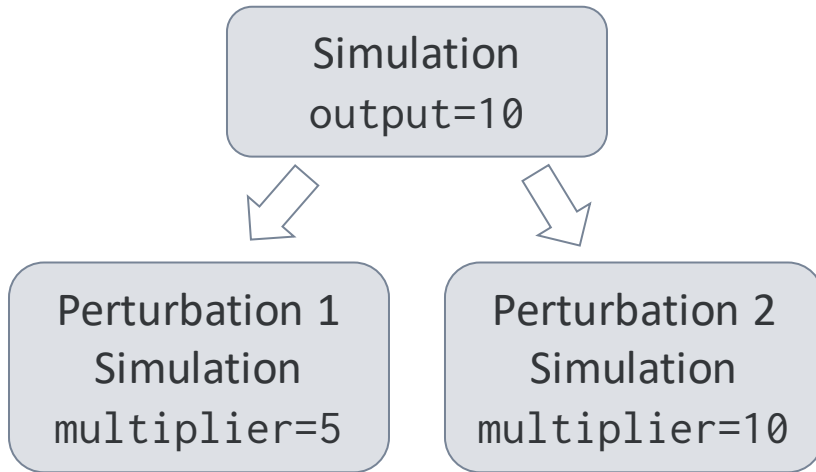 Simulation
output=10
Perturbation 1
Simulation
multiplier=5
Perturbation 2
Simulation
multiplier=10